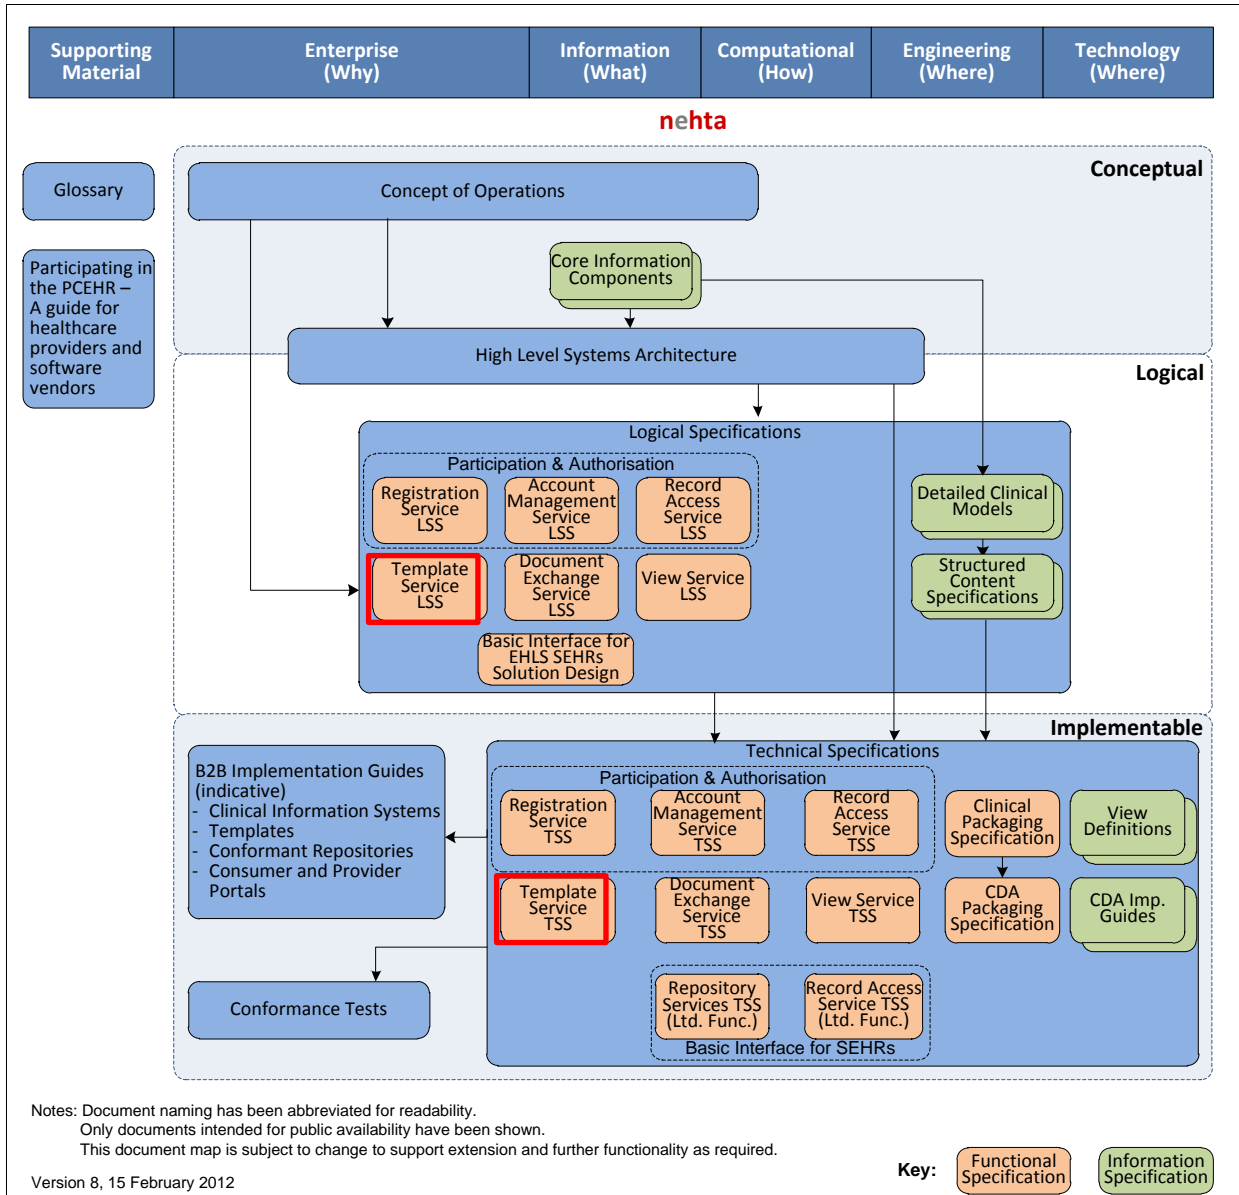 Supporting
Material
Enterprise
(Why)
Information
(What)
Computational
(How)
Engineering
(Where)
Technology
(Where)
nehta
Conceptual
Glossary
Concept of Operations
Participating in
the PCEHR –
A guide for
healthcare
providers and
software
vendors
Core Information
Components
High Level Systems Architecture
Logical
Logical Specifications
Participation & Authorisation
Registration
Service
LSS
Account
Management
Service
LSS
Record
Access
Service
LSS
Detailed Clinical
Models
Template
Service
LSS
Document
Exchange
Service
LSS
View Service
LSS
Structured
Content
Specifications
Basic Interface for
EHLS SEHRs
Solution Design
Implementable
B2B Implementation Guides
(indicative)
- Clinical Information Systems
- Templates
- Conformant Repositories
- Consumer and Provider
Portals
Technical Specifications
Participation & Authorisation
Registration
Service
TSS
Account
Management
Service
TSS
Record
Access
Service
TSS
Clinical
Packaging
Specification
View
Definitions
Template
Service
TSS
Document
Exchange
Service
TSS
View Service
TSS
CDA
Packaging
Specification
CDA Imp.
Guides
Conformance Tests
Repository
Services TSS
(Ltd. Func.)
Record Access
Service TSS
(Ltd. Func.)
Basic Interface for SEHRs
Notes: Document naming has been abbreviated for readability.
Only documents intended for public availability have been shown.
This document map is subject to change to support extension and further functionality as required.
Version 8, 15 February 2012
Key:
Functional
Specification
Information
Specification